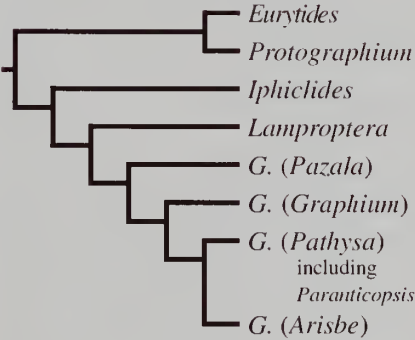 Eurytides
Protographium
Iphiclides
Lamproptera
G. (Pazala)
G. (Graphium)
G. (Pathysa)
including
Paranticopsis
G. (Arisbe)